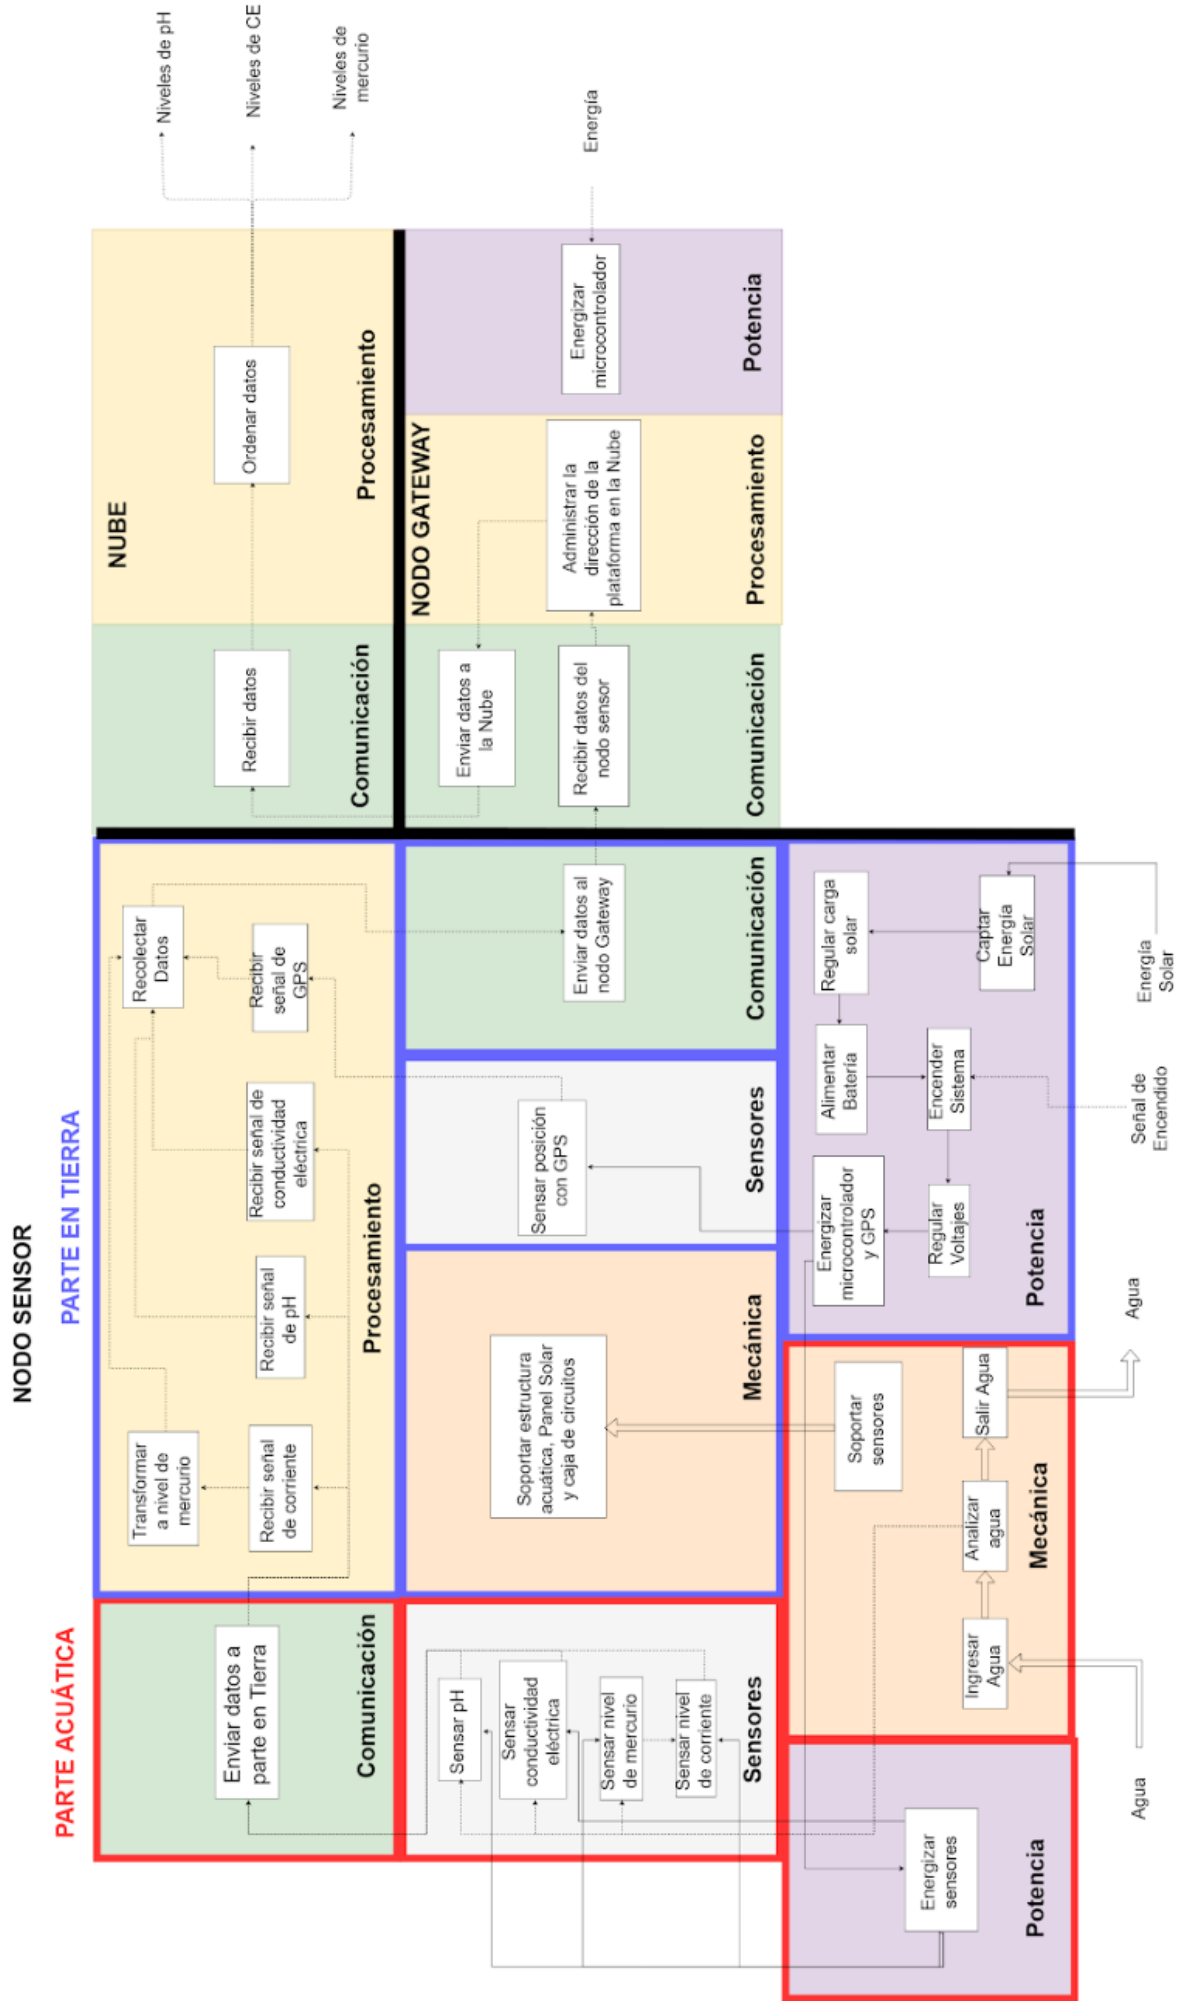 NODO SENSOR
PARTE ACUÁTICA
PARTE EN TIERRA
Enviar datos a
parte en Tierra
Comunicación
Transformar
a nivel de
mercurio
Recibir señal
de corriente
Recibir señal
de pH
Recibir señal de
conductividad
eléctrica
Recolectar
Datos
Recibir
señal de
GPS
Procesamiento
NUBE
Recibir datos
Comunicación
Ordenar datos
Procesamiento
Niveles de pH
Niveles de CE
Niveles de
mercurio
Sensar pH
Sensar
conductividad
eléctrica
Sensar nivel
de mercurio
Sensar nivel
de corriente
Sensores
Soportar estructura
acuática, Panel Solar
y caja de circuitos
Mecánica
Sensar posición
con GPS
Sensores
Enviar datos al
nodo Gateway
Comunicación
NODO GATEWAY
Enviar datos a
la Nube
Recibir datos del
nodo sensor
Comunicación
Administrar la
dirección de la
plataforma en la Nube
Procesamiento
Energizar
microcontrolador
Potencia
Energía
Energizar
sensores
Potencia
Soportar
sensores
Ingresar
Agua
Analizar
agua
Salir Agua
Mecánica
Energizar
microcontrolador
y GPS
Alimentar
Batería
Regular carga
solar
Regular
Voltajes
Encender
Sistema
Captar
Energía
Solar
Potencia
Agua
Agua
Señal de
Encendido
Energía
Solar